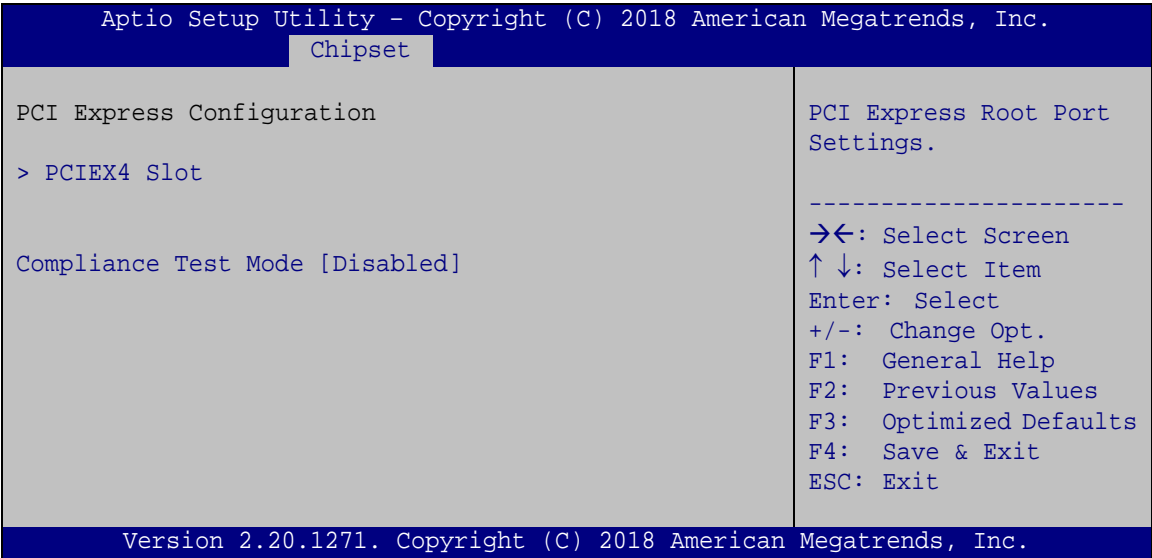 Aptio Setup Utility – Copyright (C) 2018 American Megatrends, Inc.
Chipset
PCI Express Configuration
> PCIEX4 Slot
Compliance Test Mode [Disabled]
PCI Express Root Port
Settings.
----------------------
→←: Select Screen
↑ ↓: Select Item
Enter: Select
+/-: Change Opt.
F1: General Help
F2: Previous Values
F3: Optimized Defaults
F4: Save & Exit
ESC: Exit
Version 2.20.1271. Copyright (C) 2018 American Megatrends, Inc.